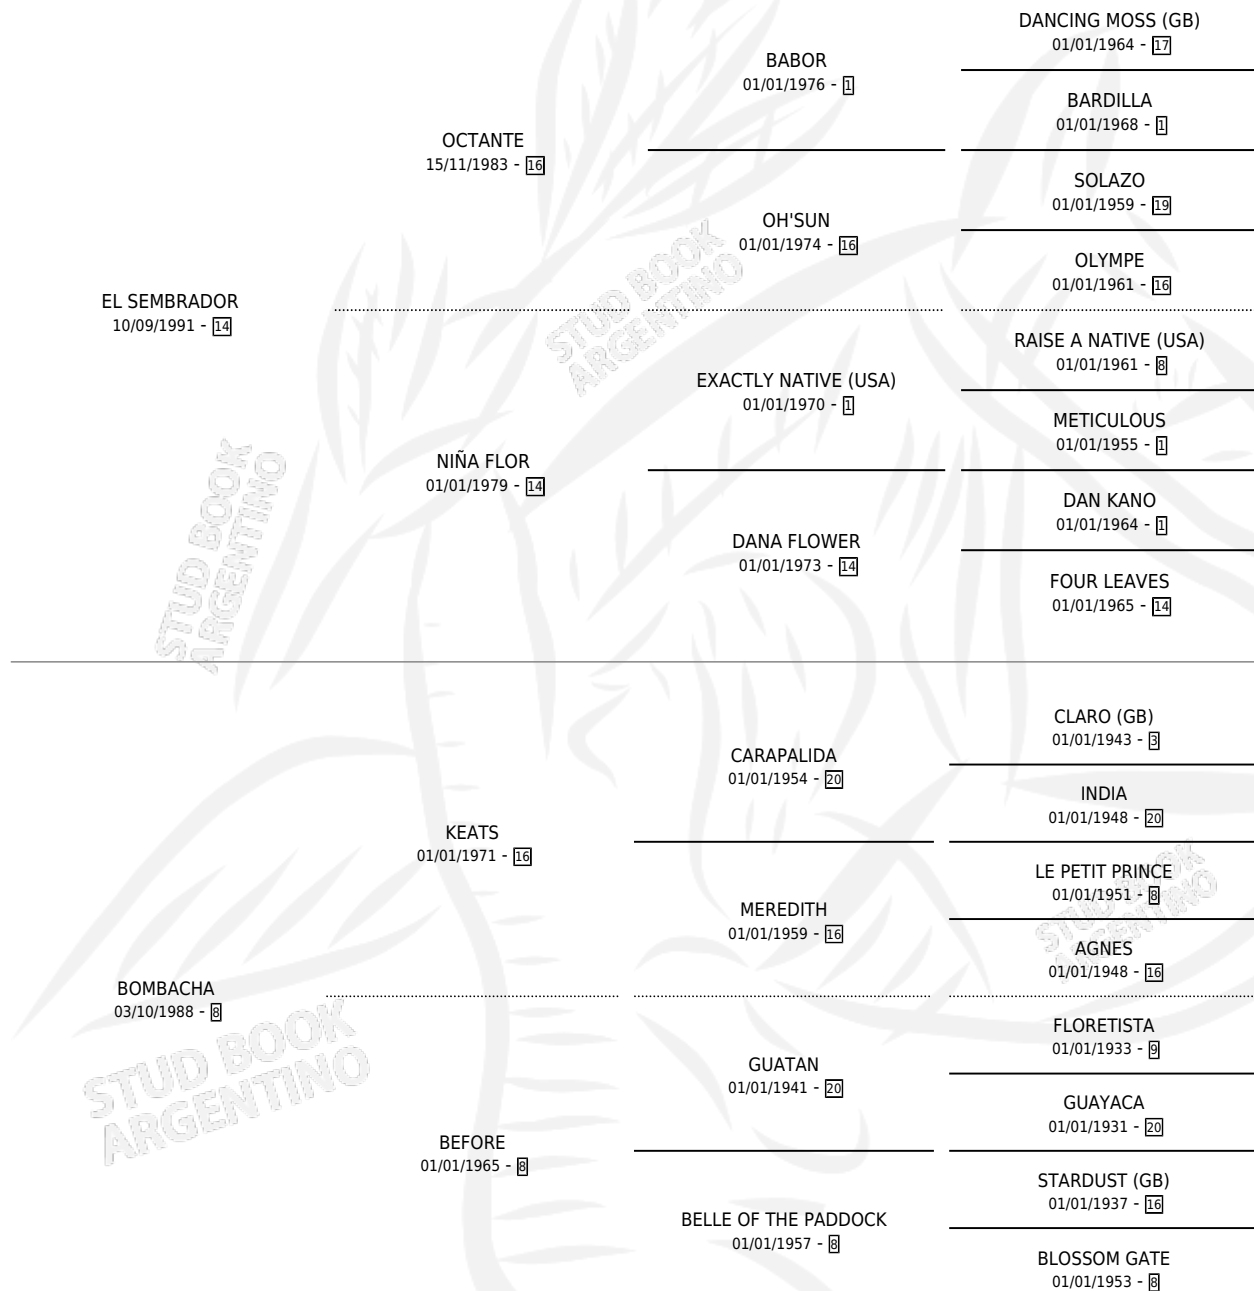 DANCING MOSS (GB)
01/01/1964 - 17
BABOR
01/01/1976 - 1
BARDILLA
01/01/1968 - 1
OCTANTE
15/11/1983 - 16
SOLAZO
01/01/1959 - 19
OH'SUN
01/01/1974 - 16
OLYMPE
01/01/1961 - 16
EL SEMBRADOR
10/09/1991 - 14
RAISE A NATIVE (USA)
01/01/1961 - 8
EXACTLY NATIVE (USA)
01/01/1970 - 1
METICULOUS
01/01/1955 - 1
NIÑA FLOR
01/01/1979 - 14
DAN KANO
01/01/1964 - 1
DANA FLOWER
01/01/1973 - 14
FOUR LEAVES
01/01/1965 - 14
CLARO (GB)
01/01/1943 - 3
CARAPALIDA
01/01/1954 - 20
INDIA
01/01/1948 - 20
KEATS
01/01/1971 - 16
LE PETIT PRINCE
01/01/1951 - 8
MEREDITH
01/01/1959 - 16
AGNES
01/01/1948 - 16
BOMBACHA
03/10/1988 - 8
FLORETISTA
01/01/1933 - 9
GUATAN
01/01/1941 - 20
GUAYACA
01/01/1931 - 20
BEFORE
01/01/1965 - 8
STARDUST (GB)
01/01/1937 - 16
BELLE OF THE PADDOCK
01/01/1957 - 8
BLOSSOM GATE
01/01/1953 - 8
STUD BOOK
ARGENTINO
STUD BOOK
ARGENTINO
STUD BOOK
ARGENTINO
STUD BOOK
ARGENTINO